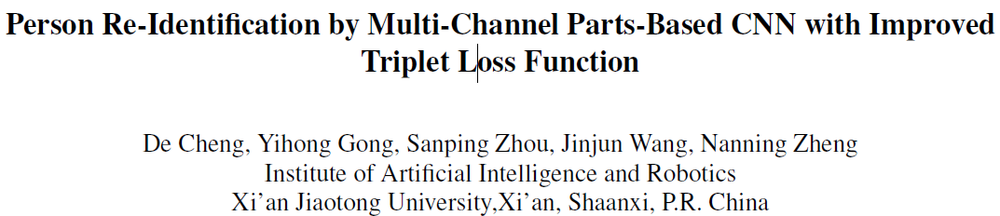 Person Re-Identification by Multi-Channel Parts-Based CNN with Improved
Triplet Loss Function
De Cheng, Yihong Gong, Sanping Zhou, Jinjun Wang, Nanning Zheng
Institute of Artificial Intelligence and Robotics
Xi'an Jiaotong University,Xi'an, Shaanxi, P.R. China